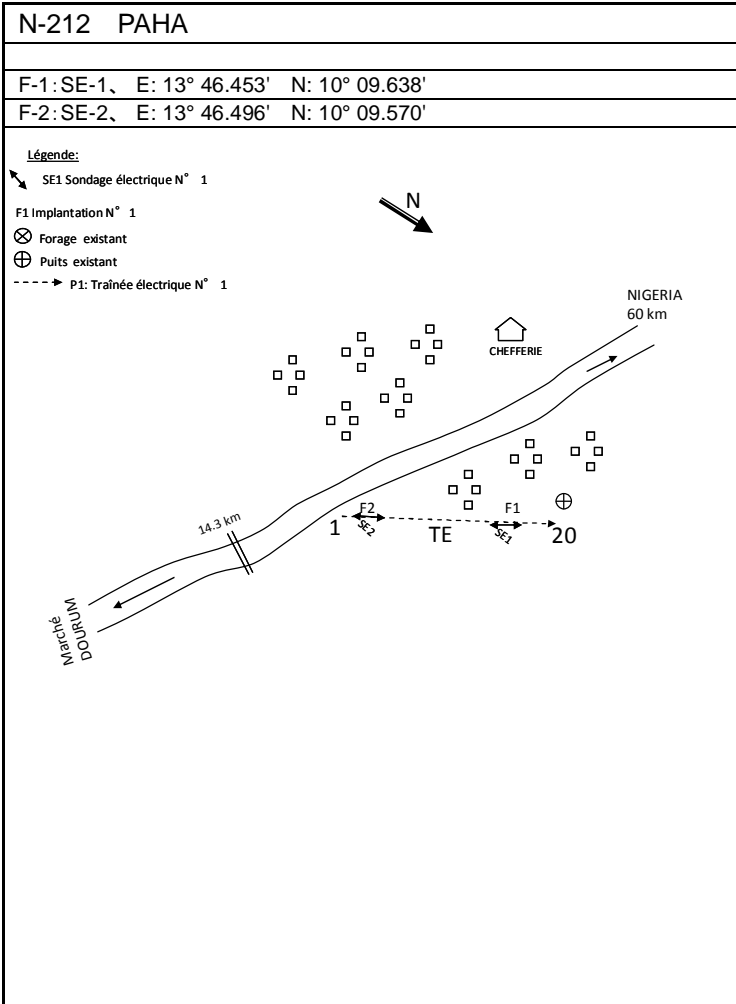 N-212 PAHA
F-1:SE-1、 E: 13° 46.453' N: 10° 09.638'
F-2:SE-2、 E: 13° 46.496' N: 10° 09.570'
Légende:
SE1 Sondage électrique N° 1
F1 Implantation N° 1
Forage existant
Puits existant
P1: Traînée électrique N° 1
N
NIGERIA
60 km
CHEFFERIE
F2
F1
SE2
SE1
1
TE
20
14.3 km
Marché
DOURUM